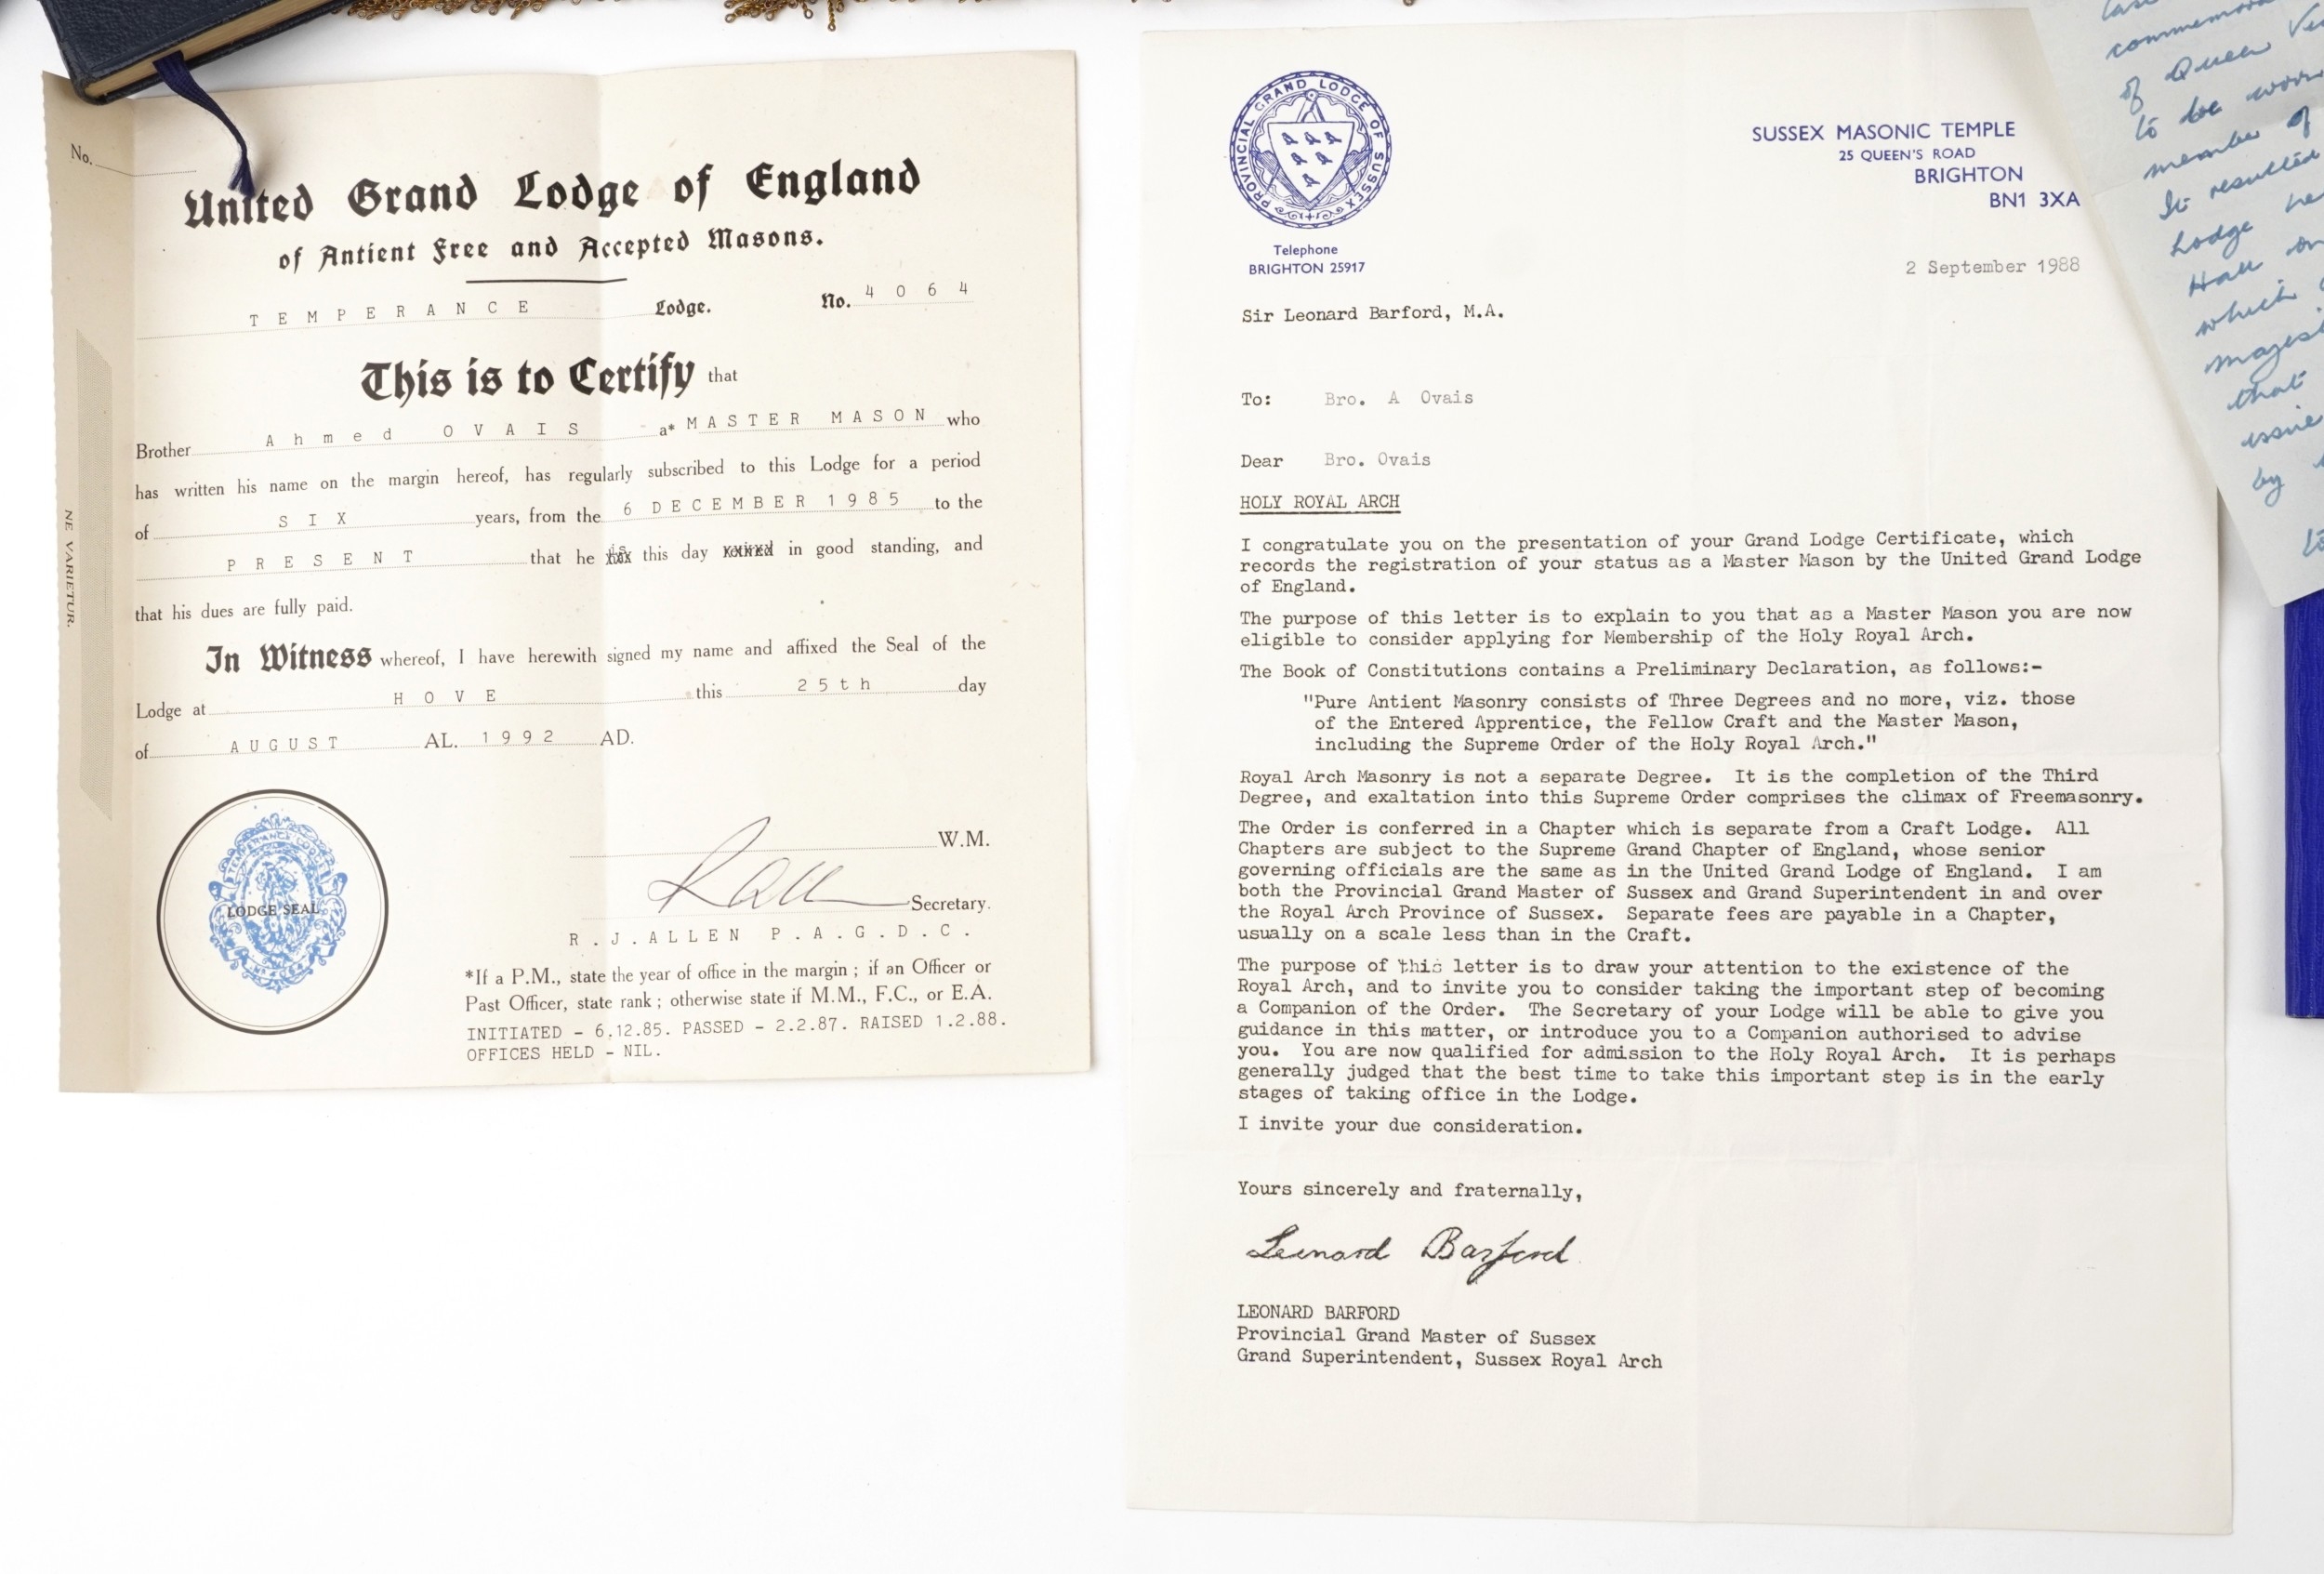 No.
United Grand Lodge of England
of Antient Free and Accepted Masons.
TEMPERANCE Lodge. No. 4064
This is to Certify that
Brother Ahmed OVAIS a* MASTER MASON who
has written his name on the margin hereof, has regularly subscribed to this Lodge for a period
of SIX years, from the 6 DECEMBER 1985 to the
PRESENT that he is this day in good standing, and
that his dues are fully paid.
In Witness whereof, I have herewith signed my name and affixed the Seal of the
Lodge at HOVE this 25th day
of AUGUST AL. 1992 AD.
NE VARIETUR.
TEMPERANCE LODGE
LODGE SEAL
No 4064
W.M.
Secretary.
R.J.ALLEN P.A.G.D.C.
*If a P.M., state the year of office in the margin ; if an Officer or
Past Officer, state rank ; otherwise state if M.M., F.C., or E.A.
INITIATED - 6.12.85. PASSED - 2.2.87. RAISED 1.2.88.
OFFICES HELD - NIL.
PROVINCIAL GRAND LODGE OF SUSSEX
Telephone
BRIGHTON 25917
SUSSEX MASONIC TEMPLE
25 QUEEN'S ROAD
BRIGHTON
BN1 3XA
2 September 1988
Sir Leonard Barford, M.A.
To: Bro. A Ovais
Dear Bro. Ovais
HOLY ROYAL ARCH
I congratulate you on the presentation of your Grand Lodge Certificate, which
records the registration of your status as a Master Mason by the United Grand Lodge
of England.
The purpose of this letter is to explain to you that as a Master Mason you are now
eligible to consider applying for Membership of the Holy Royal Arch.
The Book of Constitutions contains a Preliminary Declaration, as follows:-
"Pure Antient Masonry consists of Three Degrees and no more, viz. those
of the Entered Apprentice, the Fellow Craft and the Master Mason,
including the Supreme Order of the Holy Royal Arch."
Royal Arch Masonry is not a separate Degree. It is the completion of the Third
Degree, and exaltation into this Supreme Order comprises the climax of Freemasonry.
The Order is conferred in a Chapter which is separate from a Craft Lodge. All
Chapters are subject to the Supreme Grand Chapter of England, whose senior
governing officials are the same as in the United Grand Lodge of England. I am
both the Provincial Grand Master of Sussex and Grand Superintendent in and over
the Royal Arch Province of Sussex. Separate fees are payable in a Chapter,
usually on a scale less than in the Craft.
The purpose of this letter is to draw your attention to the existence of the
Royal Arch, and to invite you to consider taking the important step of becoming
a Companion of the Order. The Secretary of your Lodge will be able to give you
guidance in this matter, or introduce you to a Companion authorised to advise
you. You are now qualified for admission to the Holy Royal Arch. It is perhaps
generally judged that the best time to take this important step is in the early
stages of taking office in the Lodge.
I invite your due consideration.
Yours sincerely and fraternally,
Leonard Barford
LEONARD BARFORD
Provincial Grand Master of Sussex
Grand Superintendent, Sussex Royal Arch
of Queen
to be
member of
It resulted
Lodge
Hall
which
that
by